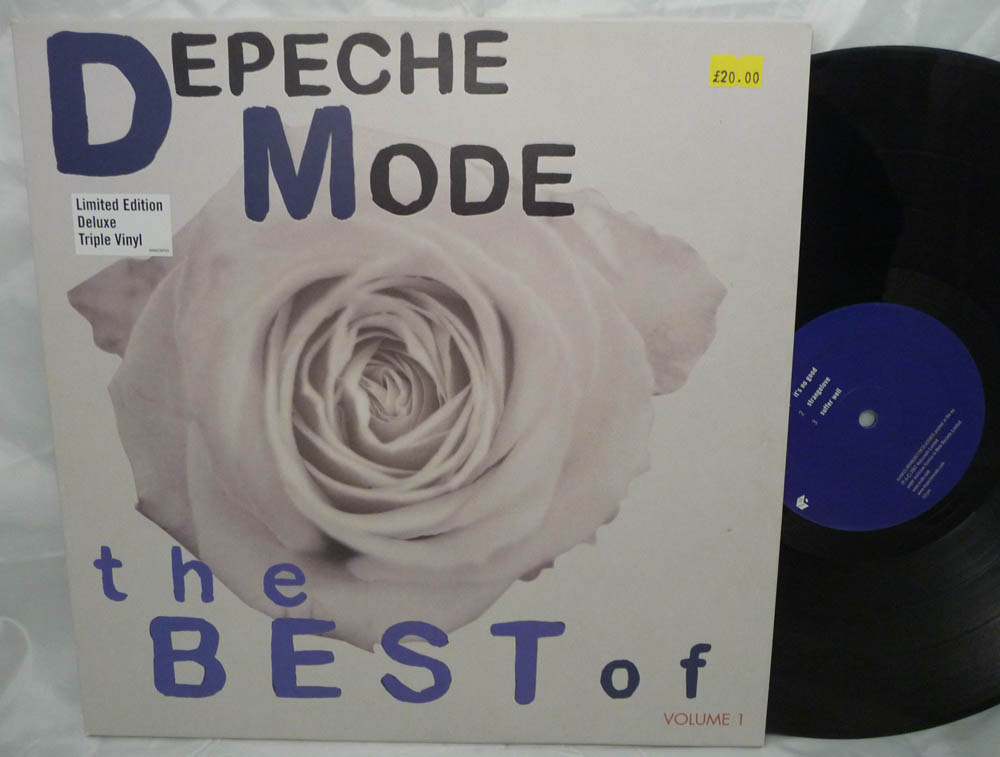 DEPECHE
MODE
£20.00
Limited Edition
Deluxe
Triple Vinyl
the
BEST of
VOLUME 1
it's no good
2 strangelove
3 suffer well